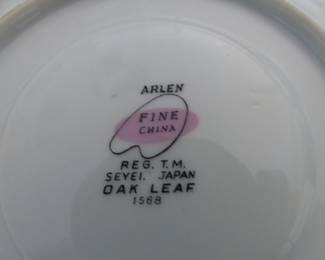 ARLEN
FINE
CHINA
REG. T.M.
SEYEI. JAPAN
OAK LEAF
1568